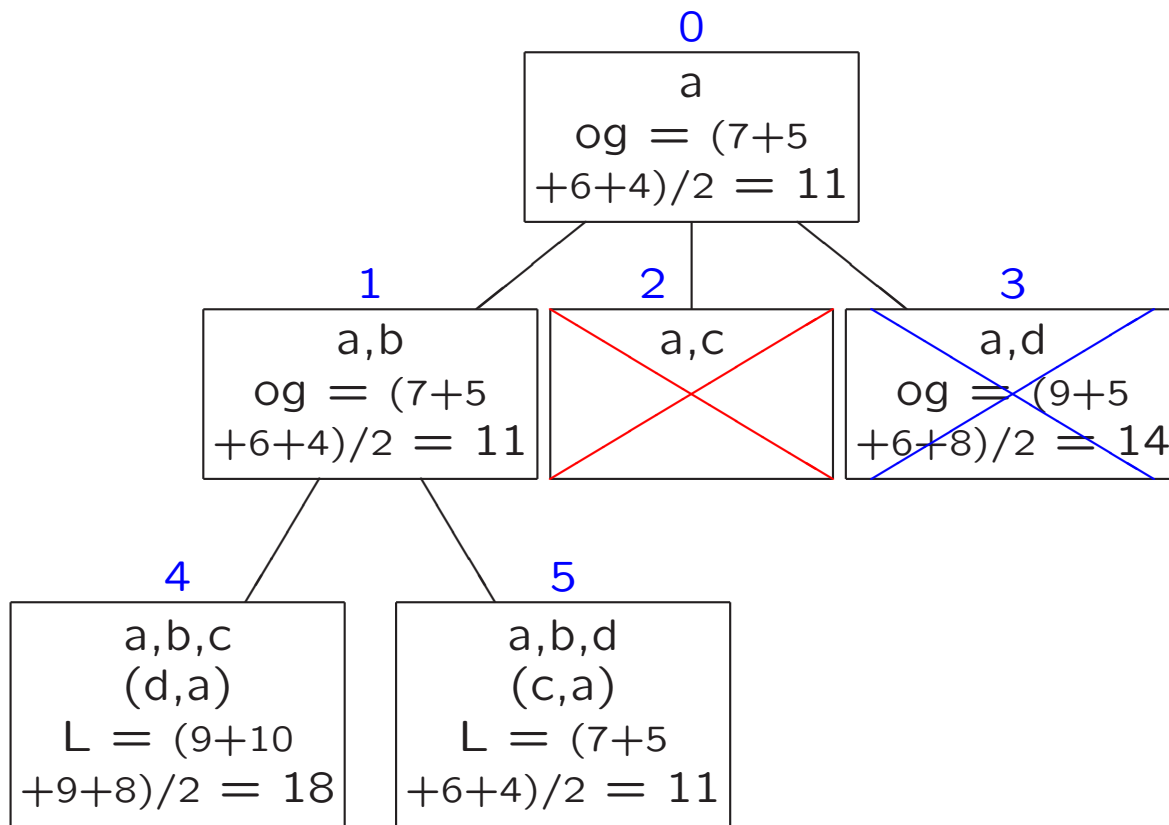 0
a
og = (7+5
+6+4)/2 = 11
1
a,b
og = (7+5
+6+4)/2 = 11
2
a,c
3
a,d
og = (9+5
+6+8)/2 = 14
4
a,b,c
(d,a)
L = (9+10
+9+8)/2 = 18
5
a,b,d
(c,a)
L = (7+5
+6+4)/2 = 11